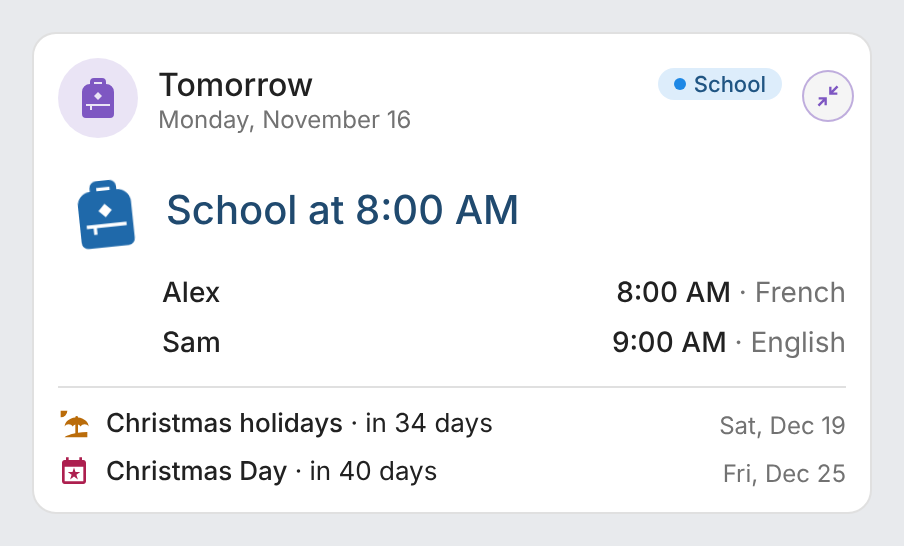 Tomorrow
School
Monday, November 16
School at 8:00 AM
Alex 8:00 AM · French
Sam 9:00 AM · English
Christmas holidays · in 34 days Sat, Dec 19
Christmas Day · in 40 days Fri, Dec 25